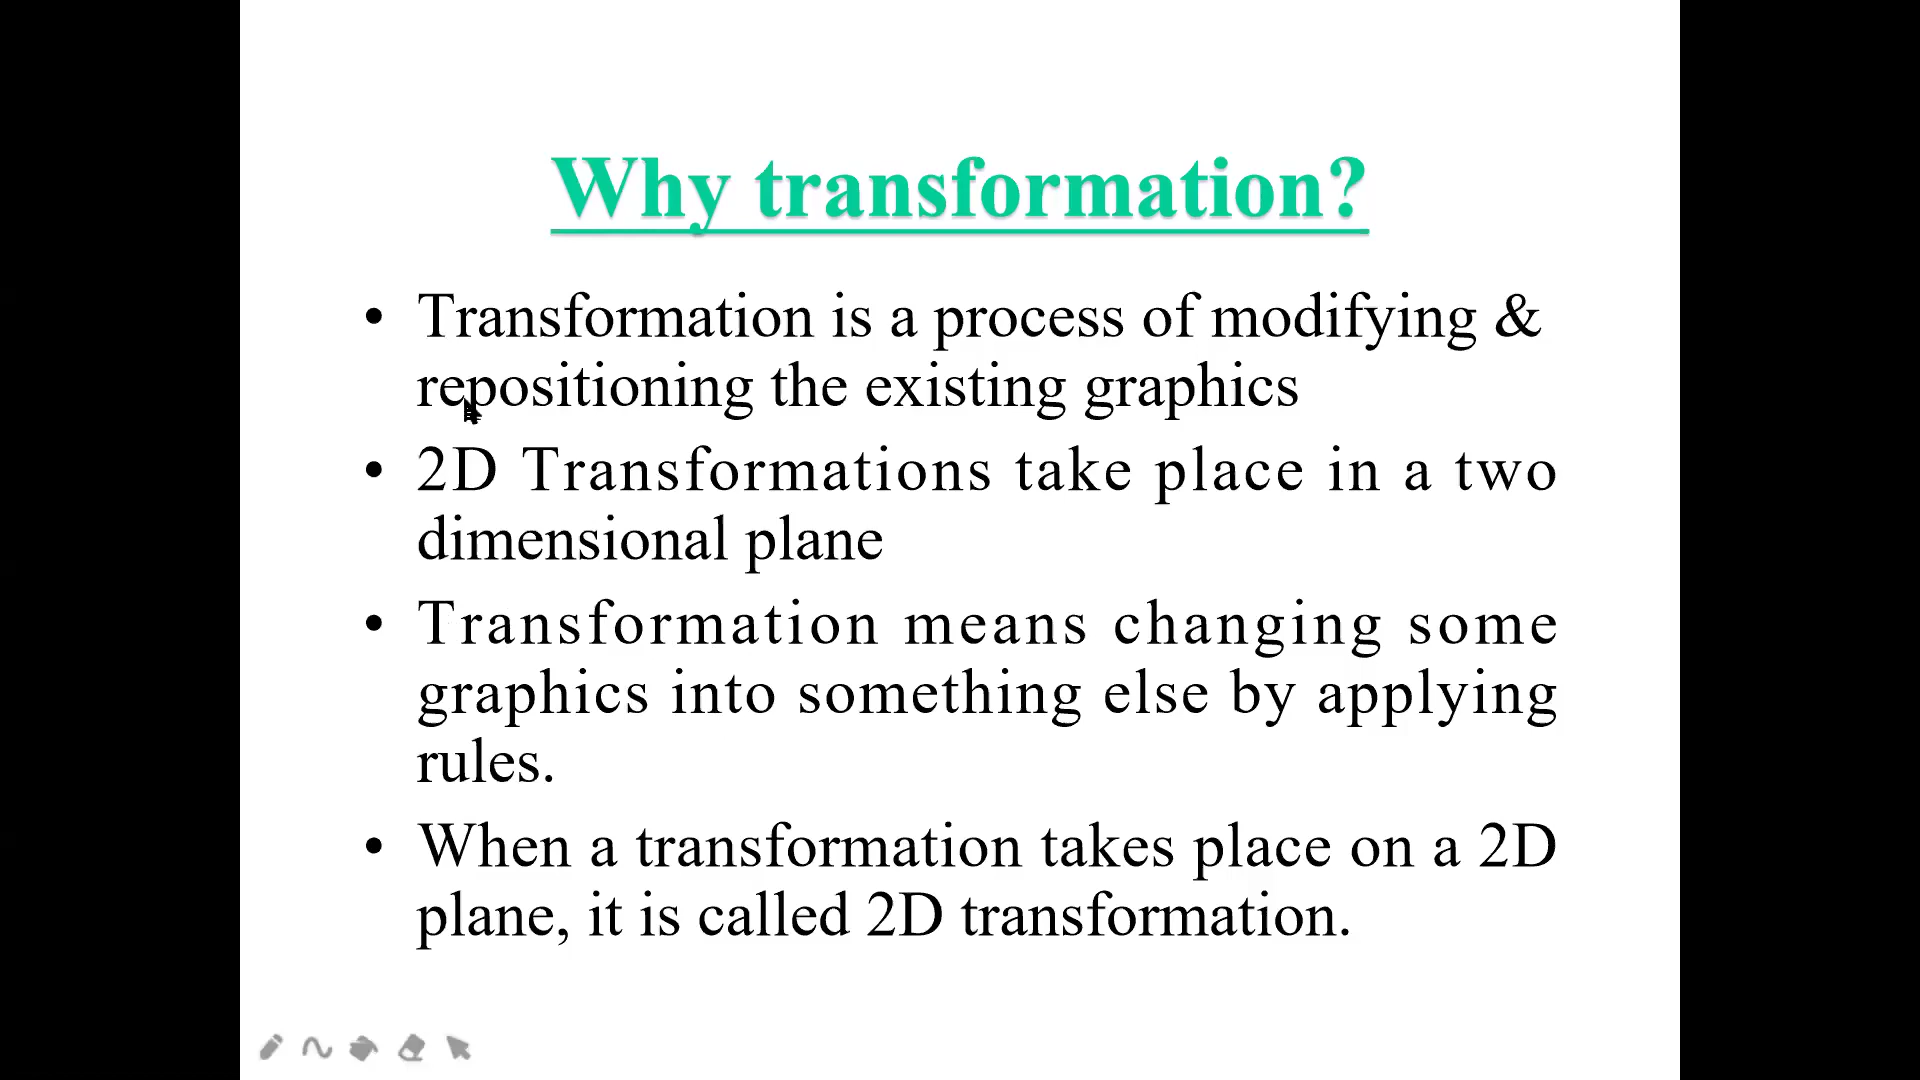 Why transformation?
• Transformation is a process of modifying &
repositioning the existing graphics
• 2D Transformations take place in a two
dimensional plane
• Transformation means changing some
graphics into something else by applying
rules.
• When a transformation takes place on a 2D
plane, it is called 2D transformation.